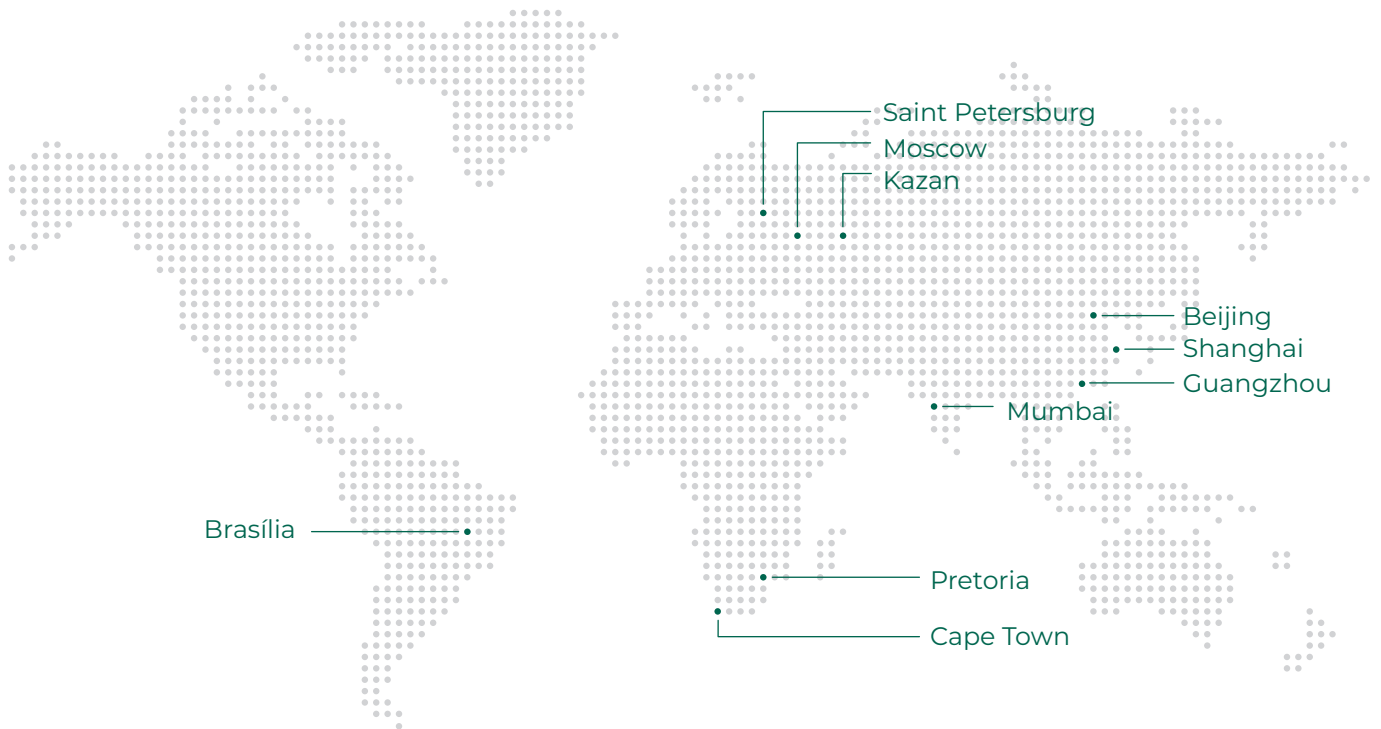 Saint Petersburg
Moscow
Kazan
Beijing
Shanghai
Guangzhou
Mumbai
Brasília
Pretoria
Cape Town